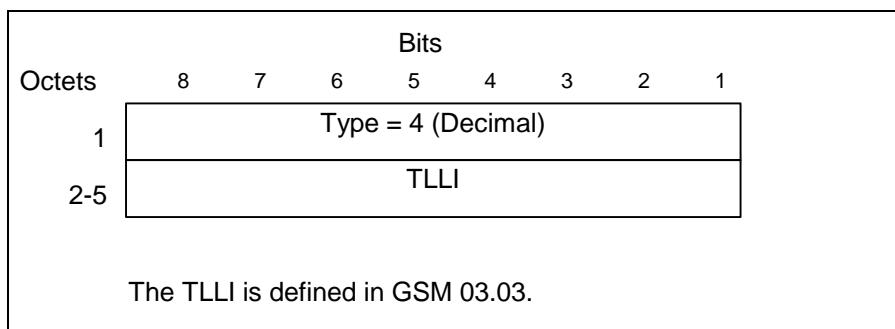 Bits
Octets 8 7 6 5 4 3 2 1
1 Type = 4 (Decimal)
2-5 TLLI
The TLLI is defined in GSM 03.03.